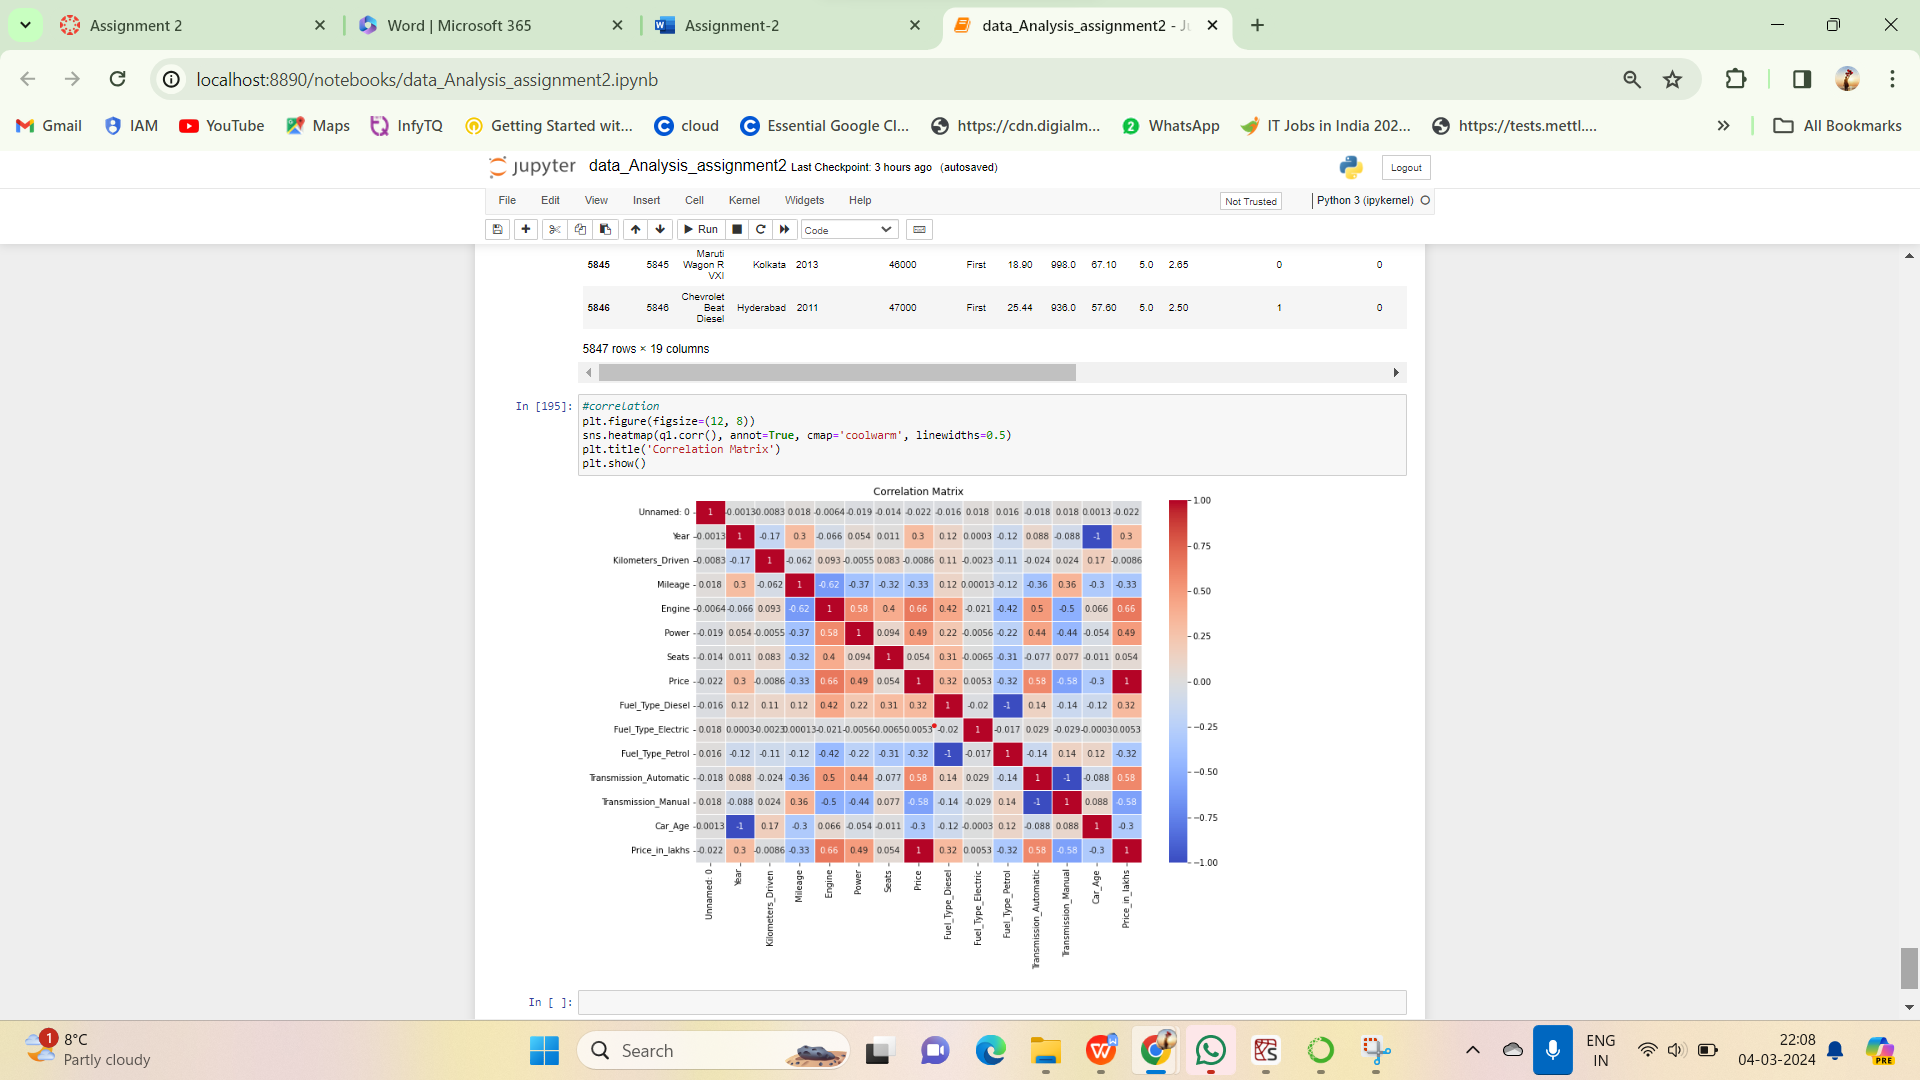 Assignment 2
Word | Microsoft 365
Assignment-2
data_Analysis_assignment2 - Ju
localhost:8890/notebooks/data_Analysis_assignment2.ipynb
Gmail IAM YouTube Maps InfyTQ Getting Started wit... cloud Essential Google Cl... https://cdn.digialm... WhatsApp IT Jobs in India 202... https://tests.mettl.... » All Bookmarks
jupyter data_Analysis_assignment2 Last Checkpoint: 3 hours ago (autosaved) Logout
File Edit View Insert Cell Kernel Widgets Help Not Trusted Python 3 (ipykernel)
Run Code
5845 5845 Maruti Wagon R VXI Kolkata 2013 46000 First 18.90 998.0 67.10 5.0 2.65 0 0
5846 5846 Chevrolet Beat Diesel Hyderabad 2011 47000 First 25.44 936.0 57.60 5.0 2.50 1 0
5847 rows × 19 columns
In [195]: #correlation
plt.figure(figsize=(12, 8))
sns.heatmap(q1.corr(), annot=True, cmap='coolwarm', linewidths=0.5)
plt.title('Correlation Matrix')
plt.show()
Correlation Matrix
Unnamed: 0 1 -0.0013 0.0083 0.018 -0.0064 -0.019 -0.014 -0.022 -0.016 0.018 0.016 -0.018 0.018 0.0013 -0.022
Year -0.0013 1 -0.17 0.3 -0.066 0.054 0.011 0.3 0.12 0.0003 -0.12 0.088 -0.088 -1 0.3
Kilometers_Driven -0.0083 -0.17 1 -0.062 0.093 -0.0055 0.083 -0.0086 0.11 -0.0023 -0.11 -0.024 0.024 0.17 -0.0086
Mileage 0.018 0.3 -0.062 1 -0.62 -0.37 -0.32 -0.33 0.12 0.00013 -0.12 -0.36 0.36 -0.3 -0.33
Engine -0.0064 -0.066 0.093 -0.62 1 0.58 0.4 0.66 0.42 -0.021 -0.42 0.5 -0.5 0.066 0.66
Power -0.019 0.054 -0.0055 -0.37 0.58 1 0.094 0.49 0.22 -0.0056 -0.22 0.44 -0.44 -0.054 0.49
Seats -0.014 0.011 0.083 -0.32 0.4 0.094 1 0.054 0.31 -0.0065 -0.31 -0.077 0.077 -0.011 0.054
Price -0.022 0.3 -0.0086 -0.33 0.66 0.49 0.054 1 0.32 0.0053 -0.32 0.58 -0.58 -0.3 1
Fuel_Type_Diesel -0.016 0.12 0.11 0.12 0.42 0.22 0.31 0.32 1 -0.02 -1 0.14 -0.14 -0.12 0.32
Fuel_Type_Electric 0.018 0.0003 -0.0023 0.00013 -0.021 -0.0056 -0.0065 0.0053 -0.02 1 -0.017 0.029 -0.029 -0.0003 0.0053
Fuel_Type_Petrol 0.016 -0.12 -0.11 -0.12 -0.42 -0.22 -0.31 -0.32 -1 -0.017 1 -0.14 0.14 0.12 -0.32
Transmission_Automatic -0.018 0.088 -0.024 -0.36 0.5 0.44 -0.077 0.58 0.14 0.029 -0.14 1 -1 -0.088 0.58
Transmission_Manual 0.018 -0.088 0.024 0.36 -0.5 -0.44 0.077 -0.58 -0.14 -0.029 0.14 -1 1 0.088 -0.58
Car_Age 0.0013 -1 0.17 -0.3 0.066 -0.054 -0.011 -0.3 -0.12 -0.0003 0.12 -0.088 0.088 1 -0.3
Price_in_lakhs -0.022 0.3 -0.0086 -0.33 0.66 0.49 0.054 1 0.32 0.0053 -0.32 0.58 -0.58 -0.3 1
Unnamed: 0 Year Kilometers_Driven Mileage Engine Power Seats Price Fuel_Type_Diesel Fuel_Type_Electric Fuel_Type_Petrol Transmission_Automatic Transmission_Manual Car_Age Price_in_lakhs
1.00
0.75
0.50
0.25
0.00
−0.25
−0.50
−0.75
−1.00
In [ ]:
1 8°C
Partly cloudy
Search
ENG
IN
22:08
04-03-2024
PRE